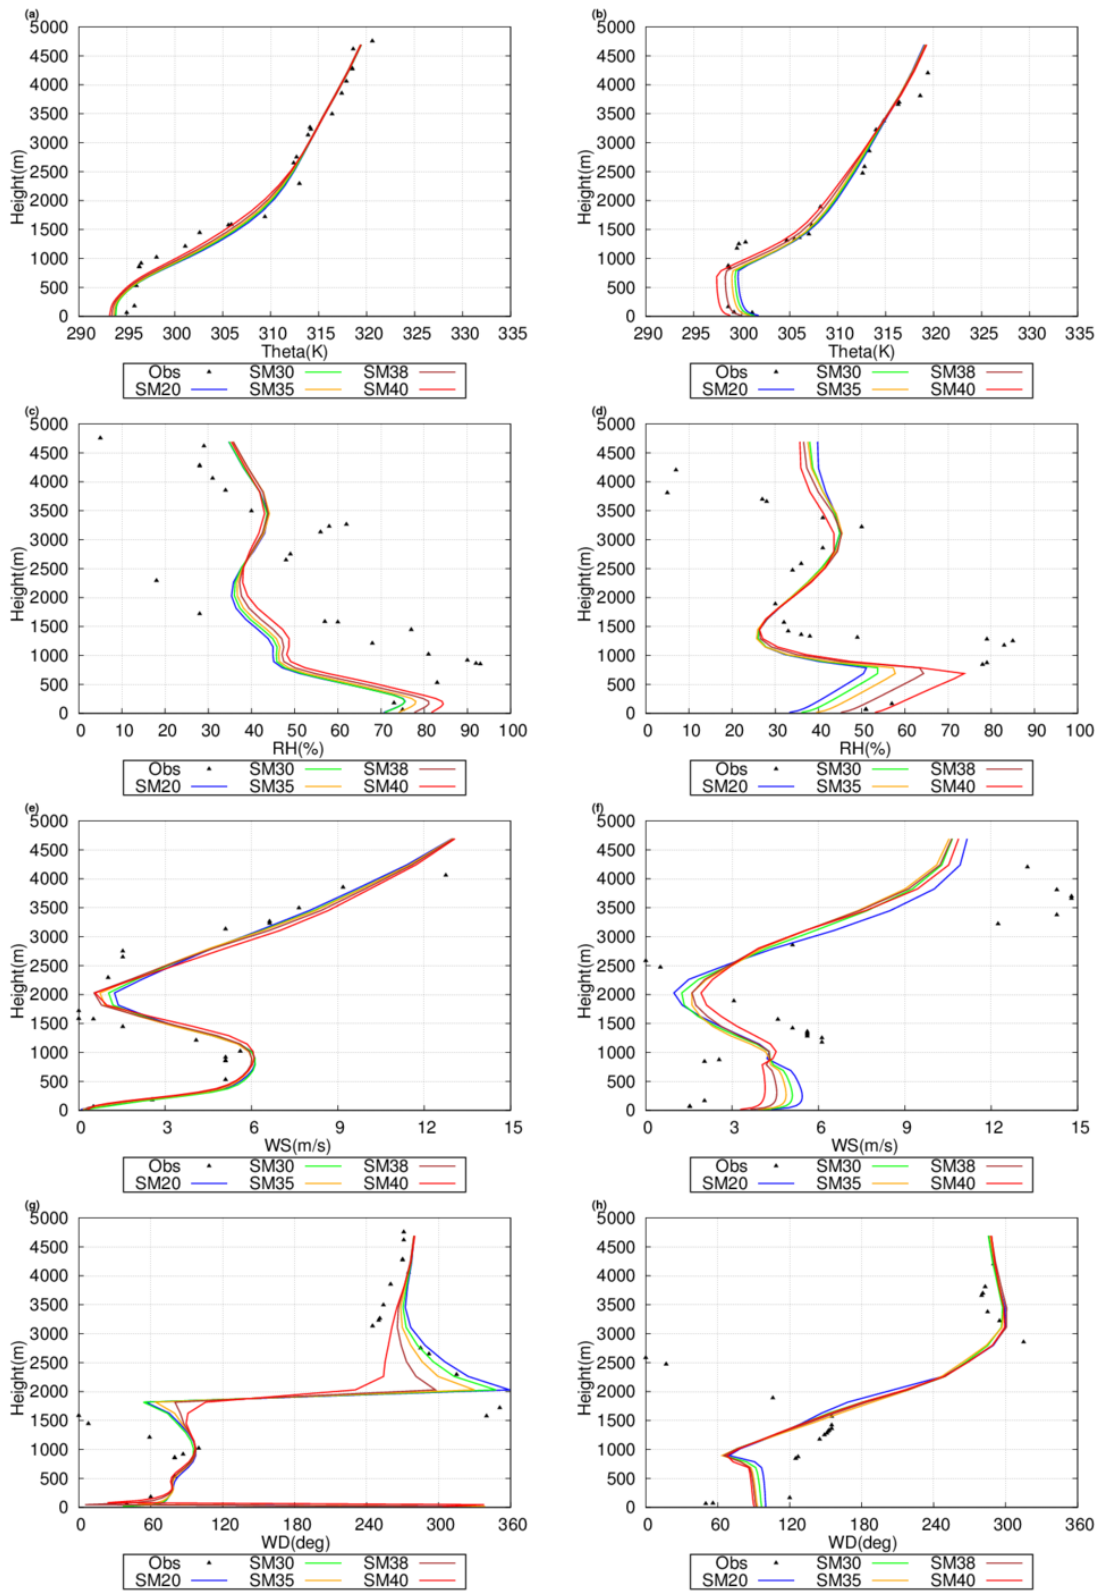 (a) (b)
5000 5000
4500 4500
4000 4000
3500 3500
3000 3000
2500 2500
2000 2000
1500 1500
1000 1000
500 500
0 0
Height(m) Height(m)
290 295 300 305 310 315 320 325 330 335 290 295 300 305 310 315 320 325 330 335
Theta(K) Theta(K)
Obs SM30 SM38 Obs SM30 SM38
SM20 SM35 SM40 SM20 SM35 SM40
(c) (d)
5000 5000
4500 4500
4000 4000
3500 3500
3000 3000
2500 2500
2000 2000
1500 1500
1000 1000
500 500
0 0
Height(m) Height(m)
0 10 20 30 40 50 60 70 80 90 100 0 10 20 30 40 50 60 70 80 90 100
RH(%) RH(%)
Obs SM30 SM38 Obs SM30 SM38
SM20 SM35 SM40 SM20 SM35 SM40
(e) (f)
5000 5000
4500 4500
4000 4000
3500 3500
3000 3000
2500 2500
2000 2000
1500 1500
1000 1000
500 500
0 0
Height(m) Height(m)
0 3 6 9 12 15 0 3 6 9 12 15
WS(m/s) WS(m/s)
Obs SM30 SM38 Obs SM30 SM38
SM20 SM35 SM40 SM20 SM35 SM40
(g) (h)
5000 5000
4500 4500
4000 4000
3500 3500
3000 3000
2500 2500
2000 2000
1500 1500
1000 1000
500 500
0 0
Height(m) Height(m)
0 60 120 180 240 300 360 0 60 120 180 240 300 360
WD(deg) WD(deg)
Obs SM30 SM38 Obs SM30 SM38
SM20 SM35 SM40 SM20 SM35 SM40